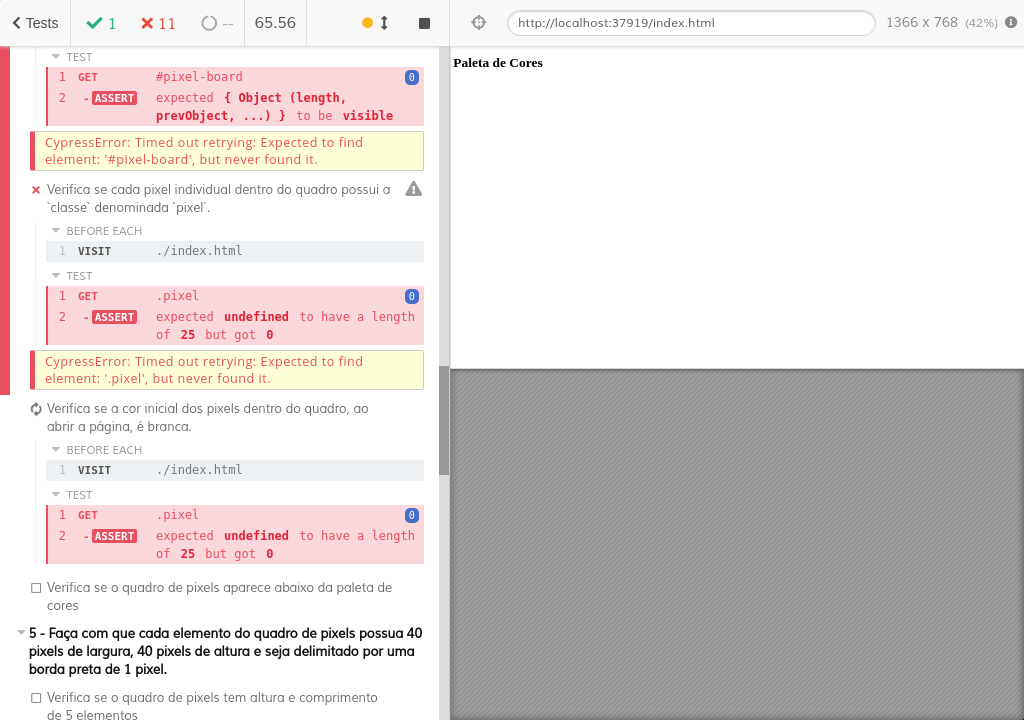 Tests 1 11 -- 65.56 http://localhost:37919/index.html 1366 x 768 (42%)
TEST
1 GET #pixel-board 0
2 - ASSERT expected { Object (length,
prevObject, ...) } to be visible
CypressError: Timed out retrying: Expected to find
element: '#pixel-board', but never found it.
Verifica se cada pixel individual dentro do quadro possui a
`classe` denominada `pixel`.
BEFORE EACH
1 VISIT ./index.html
TEST
1 GET .pixel 0
2 - ASSERT expected undefined to have a length
of 25 but got 0
CypressError: Timed out retrying: Expected to find
element: '.pixel', but never found it.
Verifica se a cor inicial dos pixels dentro do quadro, ao
abrir a página, é branca.
BEFORE EACH
1 VISIT ./index.html
TEST
1 GET .pixel 0
2 - ASSERT expected undefined to have a length
of 25 but got 0
Verifica se o quadro de pixels aparece abaixo da paleta de
cores
5 - Faça com que cada elemento do quadro de pixels possua 40
pixels de largura, 40 pixels de altura e seja delimitado por uma
borda preta de 1 pixel.
Verifica se o quadro de pixels tem altura e comprimento
de 5 elementos
Paleta de Cores